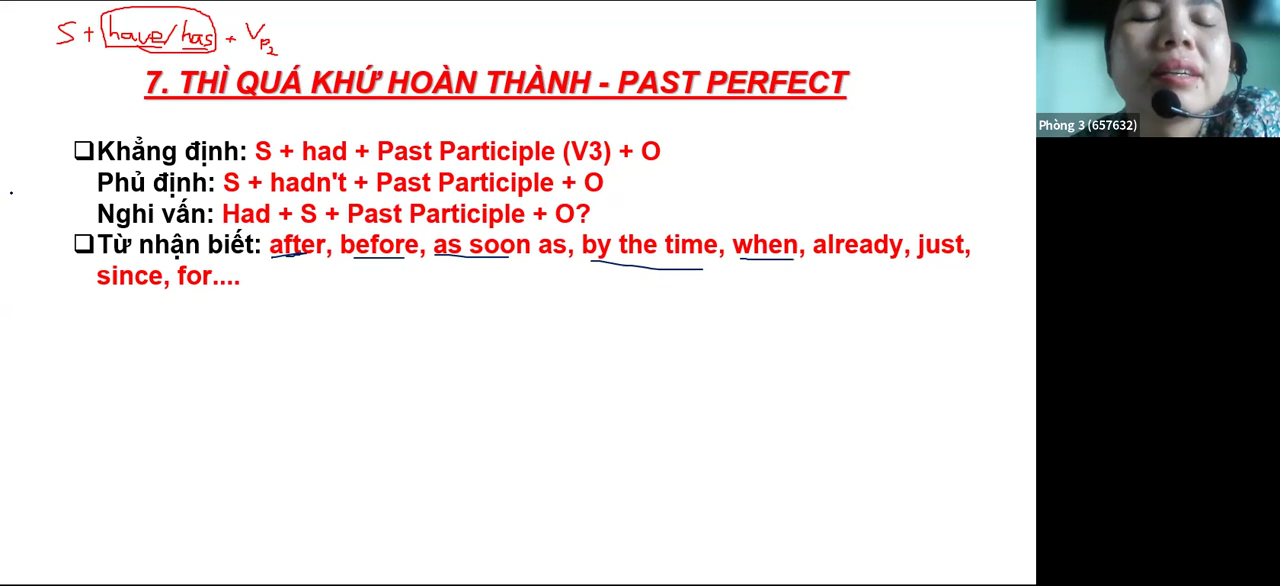 S + have/has + Vp2
7. THÌ QUÁ KHỨ HOÀN THÀNH - PAST PERFECT
❑Khẳng định: S + had + Past Participle (V3) + O
Phủ định: S + hadn't + Past Participle + O
Nghi vấn: Had + S + Past Participle + O?
❑Từ nhận biết: after, before, as soon as, by the time, when, already, just,
since, for....
Phòng 3 (657632)